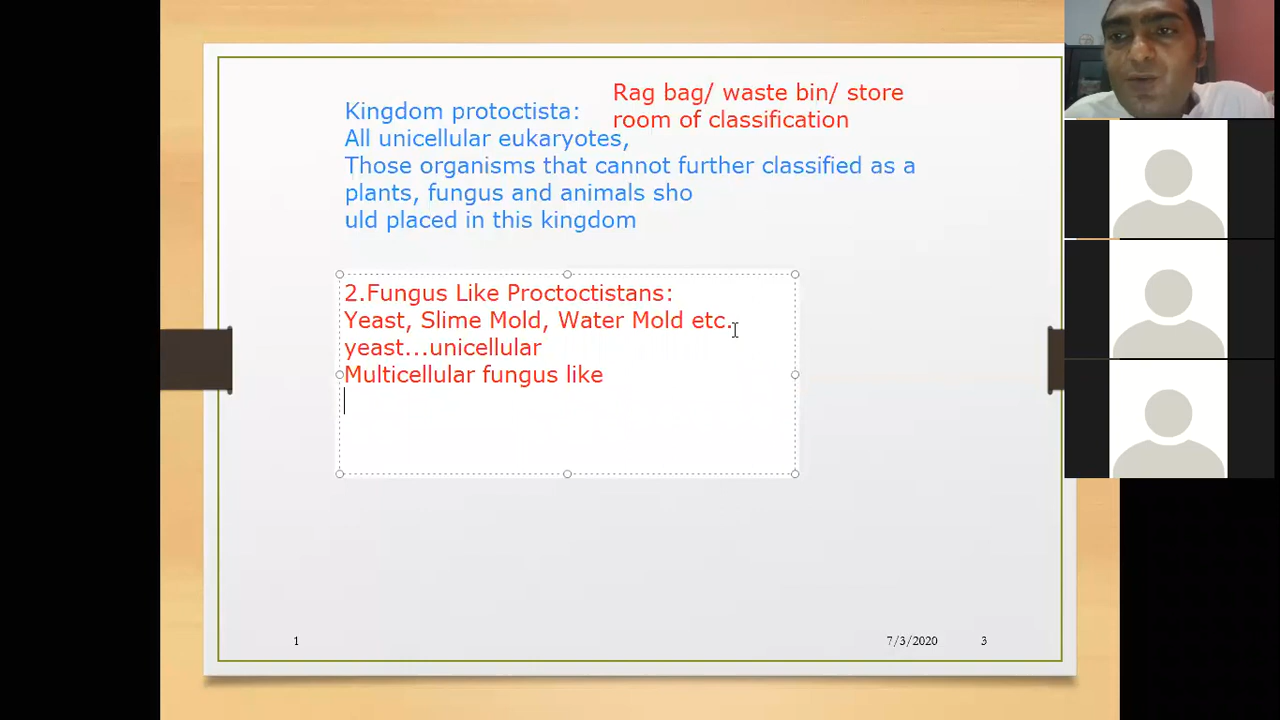 Rag bag/ waste bin/ store
room of classification
Kingdom protoctista:
All unicellular eukaryotes,
Those organisms that cannot further classified as a
plants, fungus and animals sho
uld placed in this kingdom
2.Fungus Like Proctoctistans:
Yeast, Slime Mold, Water Mold etc.
yeast...unicellular
Multicellular fungus like
1
7/3/2020
3